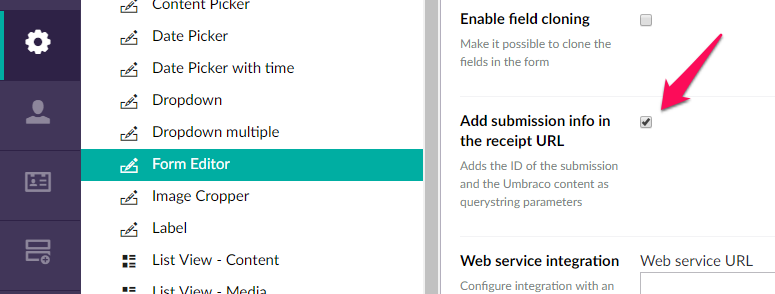 Content Picker
Date Picker
Date Picker with time
Dropdown
Dropdown multiple
Form Editor
Image Cropper
Label
List View - Content
List View - Media
Enable field cloning
Make it possible to clone the
fields in the form
Add submission info in
the receipt URL
Adds the ID of the submission
and the Umbraco content as
querystring parameters
Web service integration
Configure integration with an
Web service URL